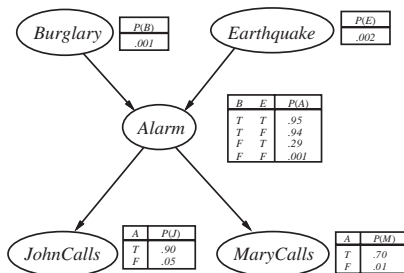 Burglary
P(B)
.001
Earthquake
P(E)
.002
Alarm
B E P(A)
T T .95
T F .94
F T .29
F F .001
JohnCalls
A P(J)
T .90
F .05
MaryCalls
A P(M)
T .70
F .01